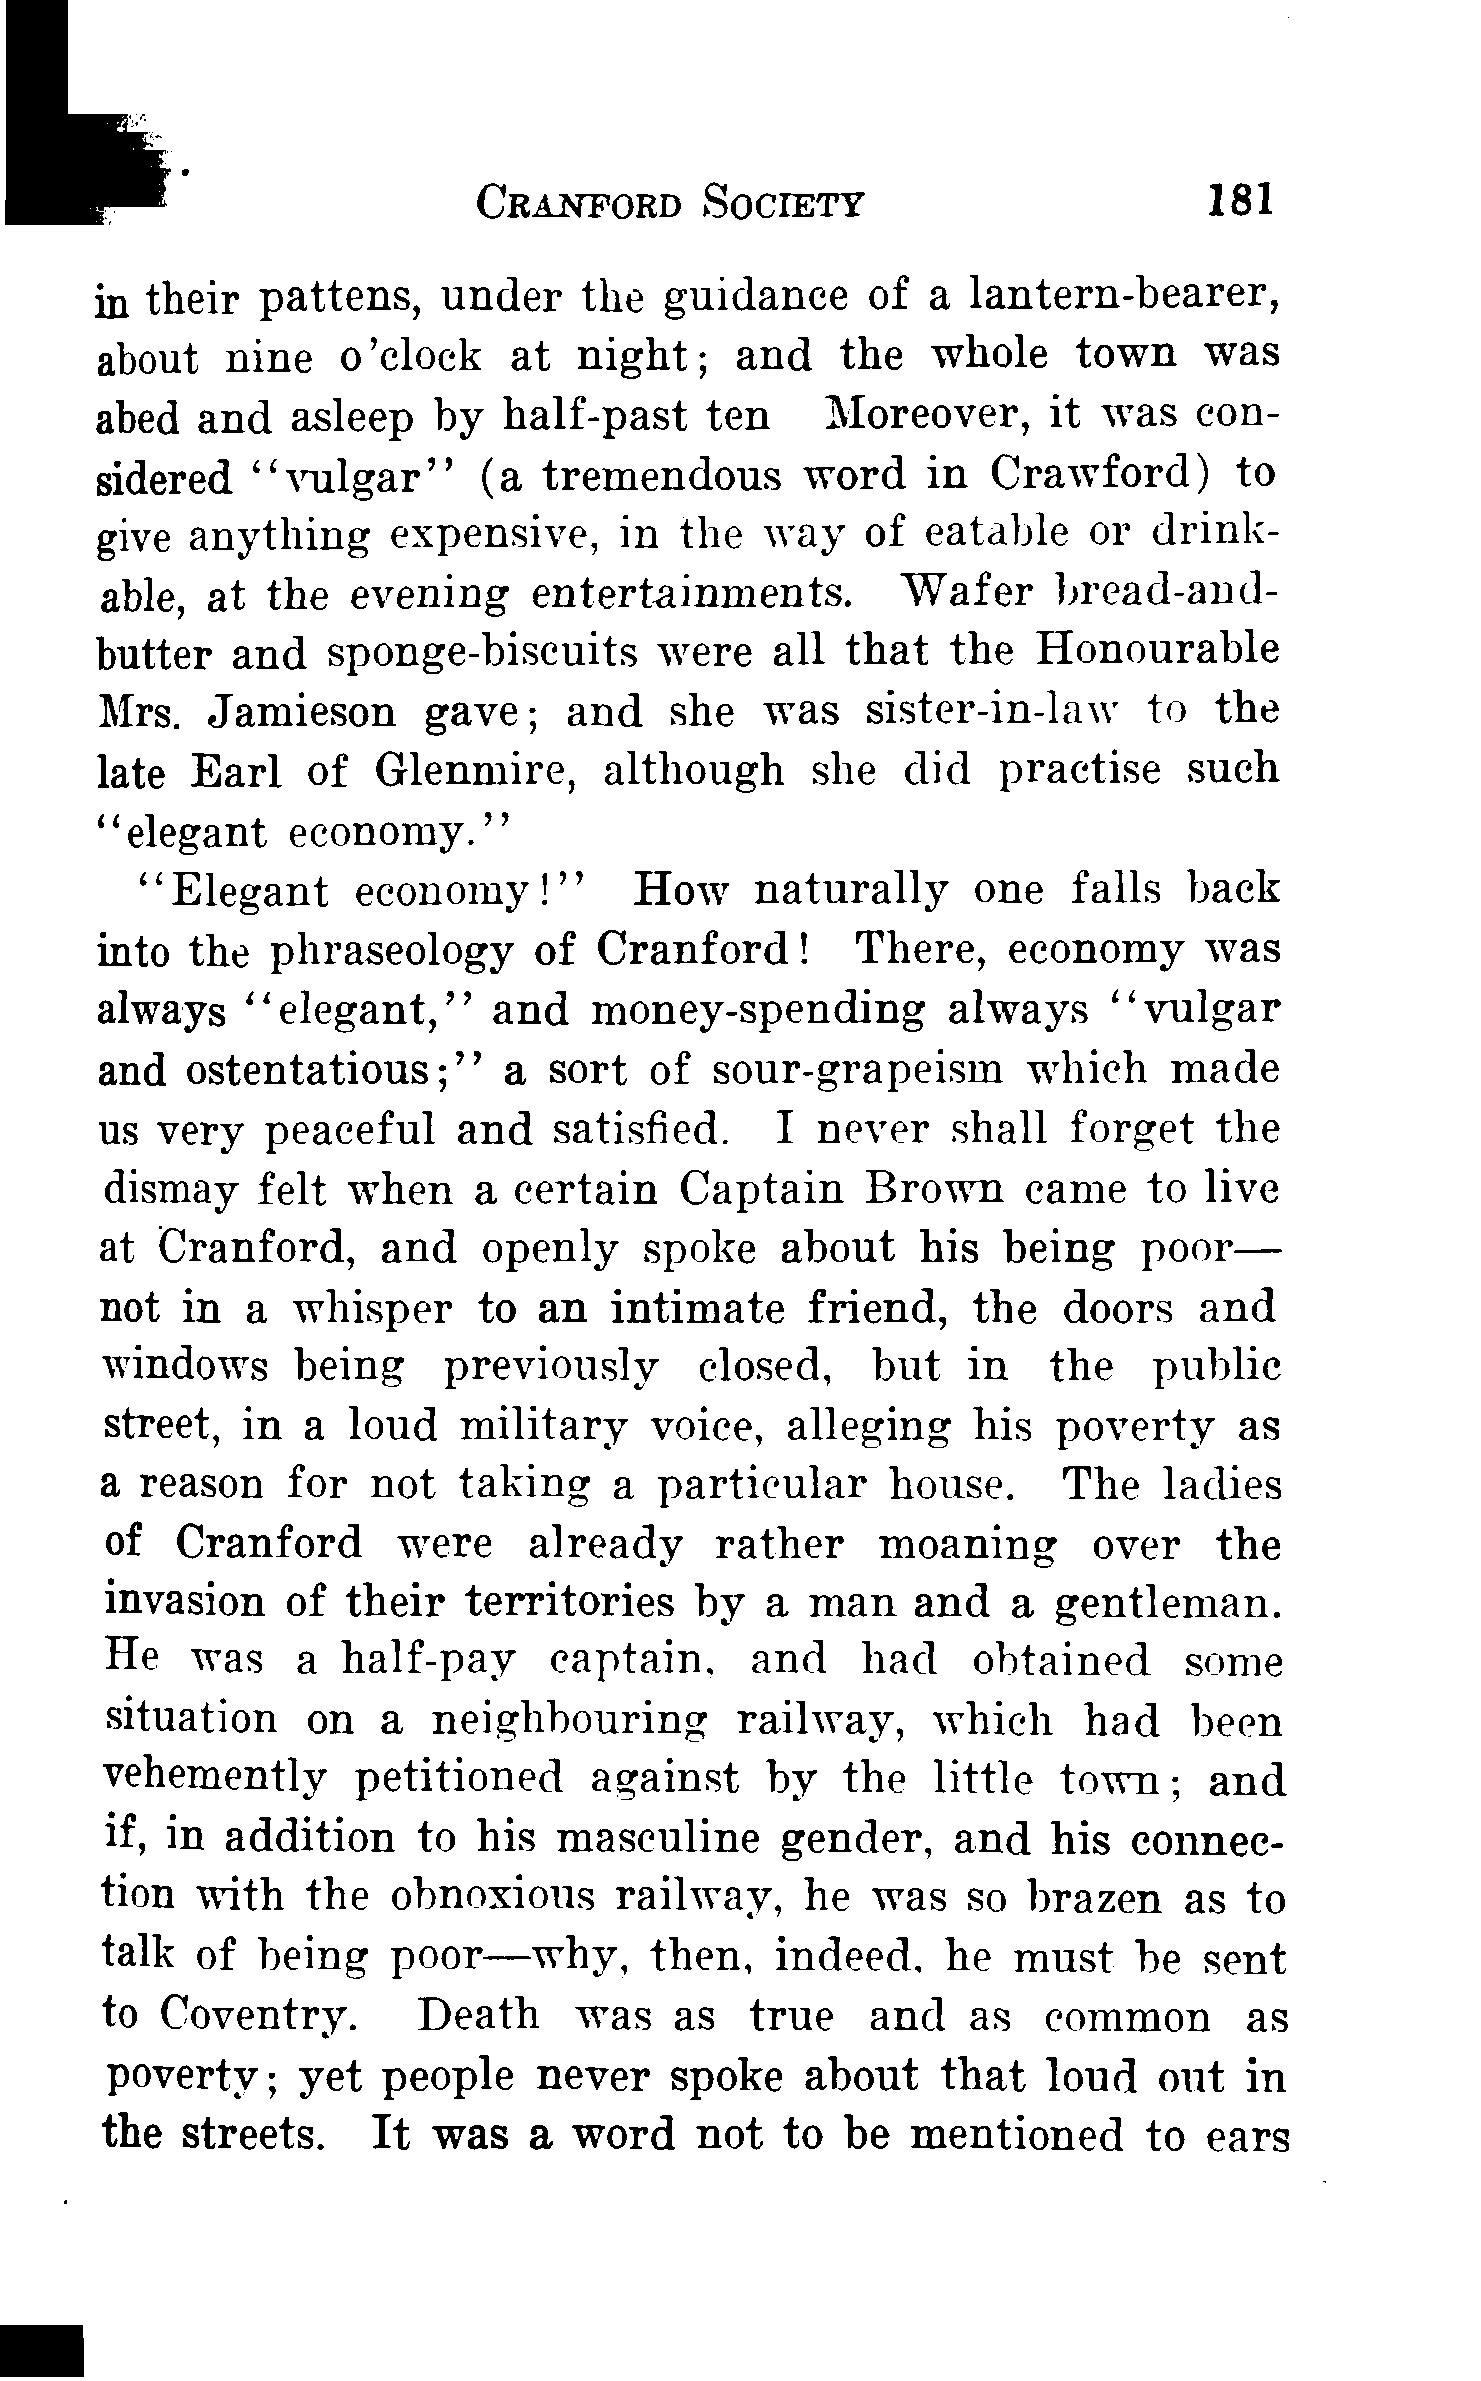 CRANFORD SOCIETY 181
in their pattens, under the guidance of a lantern-bearer,
about nine o'clock at night; and the whole town was
abed and asleep by half-past ten Moreover, it was con-
sidered "vulgar" (a tremendous word in Crawford) to
give anything expensive, in the way of eatable or drink-
able, at the evening entertainments. Wafer bread-and-
butter and sponge-biscuits were all that the Honourable
Mrs. Jamieson gave; and she was sister-in-law to the
late Earl of Glenmire, although she did practise such
"elegant economy."
"Elegant economy!" How naturally one falls back
into the phraseology of Cranford! There, economy was
always "elegant," and money-spending always "vulgar
and ostentatious;" a sort of sour-grapeism which made
us very peaceful and satisfied. I never shall forget the
dismay felt when a certain Captain Brown came to live
at Cranford, and openly spoke about his being poor—
not in a whisper to an intimate friend, the doors and
windows being previously closed, but in the public
street, in a loud military voice, alleging his poverty as
a reason for not taking a particular house. The ladies
of Cranford were already rather moaning over the
invasion of their territories by a man and a gentleman.
He was a half-pay captain, and had obtained some
situation on a neighbouring railway, which had been
vehemently petitioned against by the little town; and
if, in addition to his masculine gender, and his connec-
tion with the obnoxious railway, he was so brazen as to
talk of being poor—why, then, indeed, he must be sent
to Coventry. Death was as true and as common as
poverty; yet people never spoke about that loud out in
the streets. It was a word not to be mentioned to ears